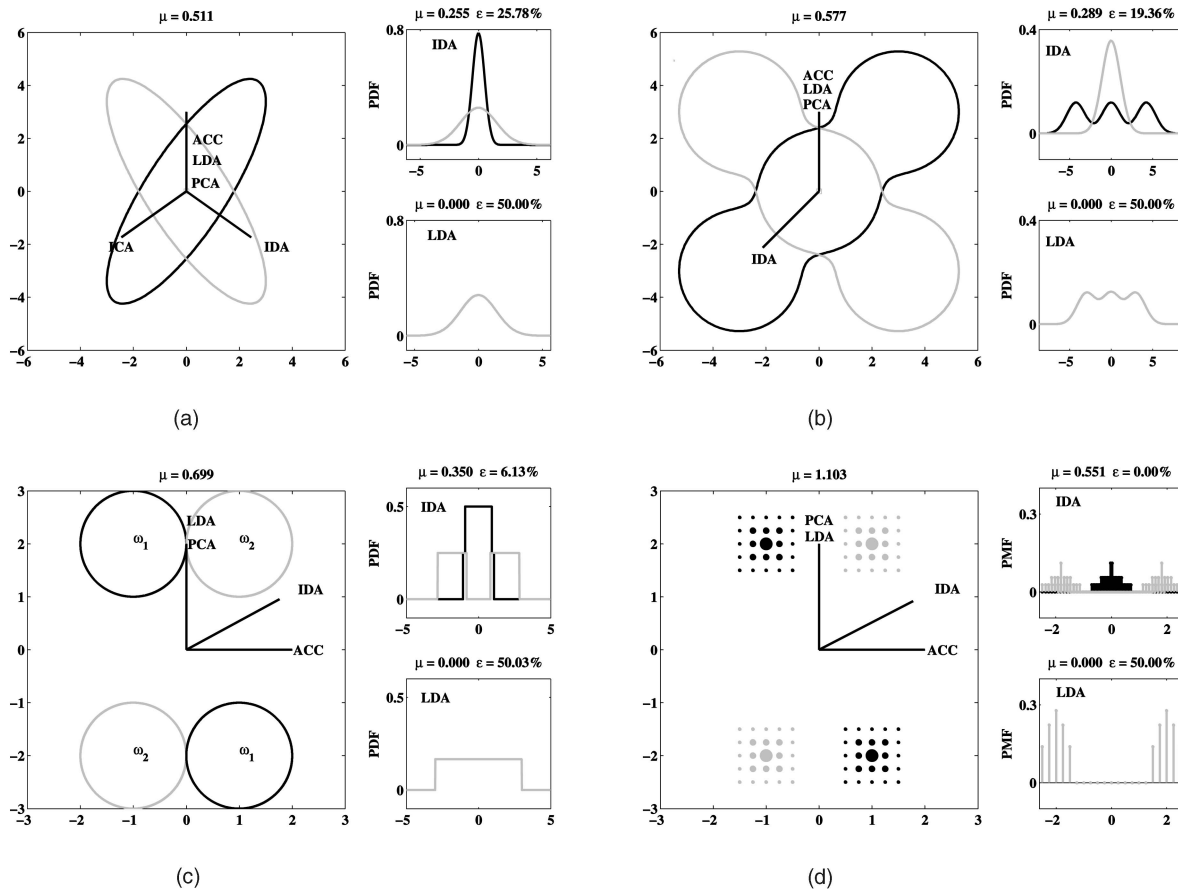 μ = 0.511
6
4
2
0
−2
−4
−6
−6 −4 −2 0 2 4 6
ACC
LDA
PCA
ICA
IDA
μ = 0.255 ε = 25.78%
0.8
0
PDF
IDA
−5 0 5
μ = 0.000 ε = 50.00%
0.8
0
PDF
LDA
−5 0 5
(a)
μ = 0.577
6
4
2
0
−2
−4
−6
−6 −4 −2 0 2 4 6
ACC
LDA
PCA
IDA
μ = 0.289 ε = 19.36%
0.4
0
PDF
IDA
−5 0 5
μ = 0.000 ε = 50.00%
0.4
0
PDF
LDA
−5 0 5
(b)
μ = 0.699
3
2
1
0
−1
−2
−3
−3 −2 −1 0 1 2 3
LDA
PCA
ω1
ω2
IDA
ACC
ω2
ω1
μ = 0.350 ε = 6.13%
0.5
0
PDF
IDA
−5 0 5
μ = 0.000 ε = 50.03%
0.5
0
PDF
LDA
−5 0 5
(c)
μ = 1.103
3
2
1
0
−1
−2
−3
−3 −2 −1 0 1 2 3
PCA
LDA
IDA
ACC
μ = 0.551 ε = 0.00%
0.3
0
PMF
IDA
−2 0 2
μ = 0.000 ε = 50.00%
0.3
0
PMF
LDA
−2 0 2
(d)